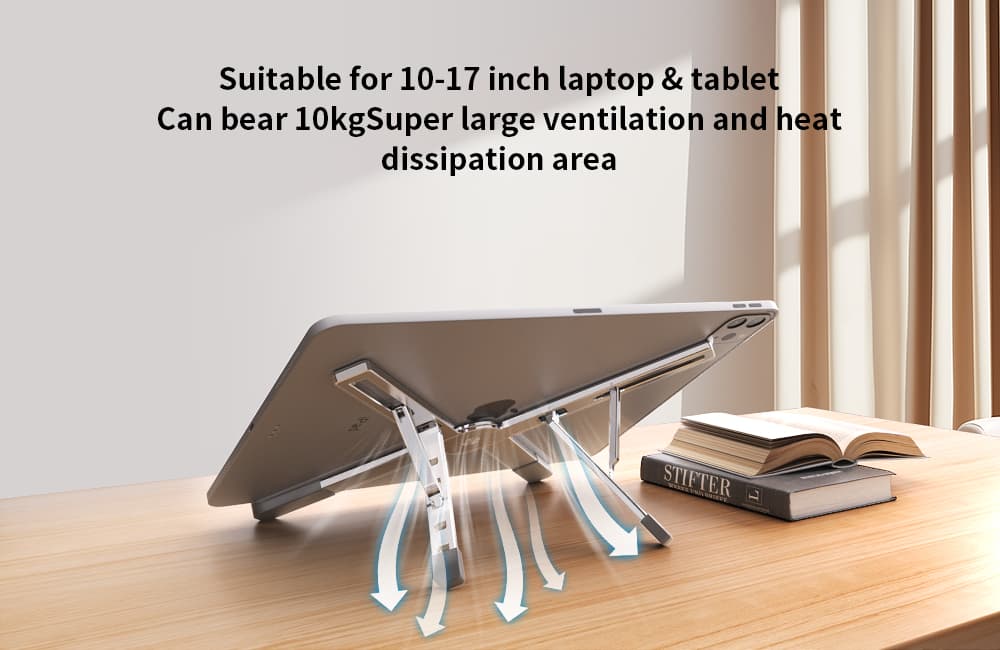 Suitable for 10-17 inch laptop & tablet
Can bear 10kgSuper large ventilation and heat
dissipation area
STIFTER
L